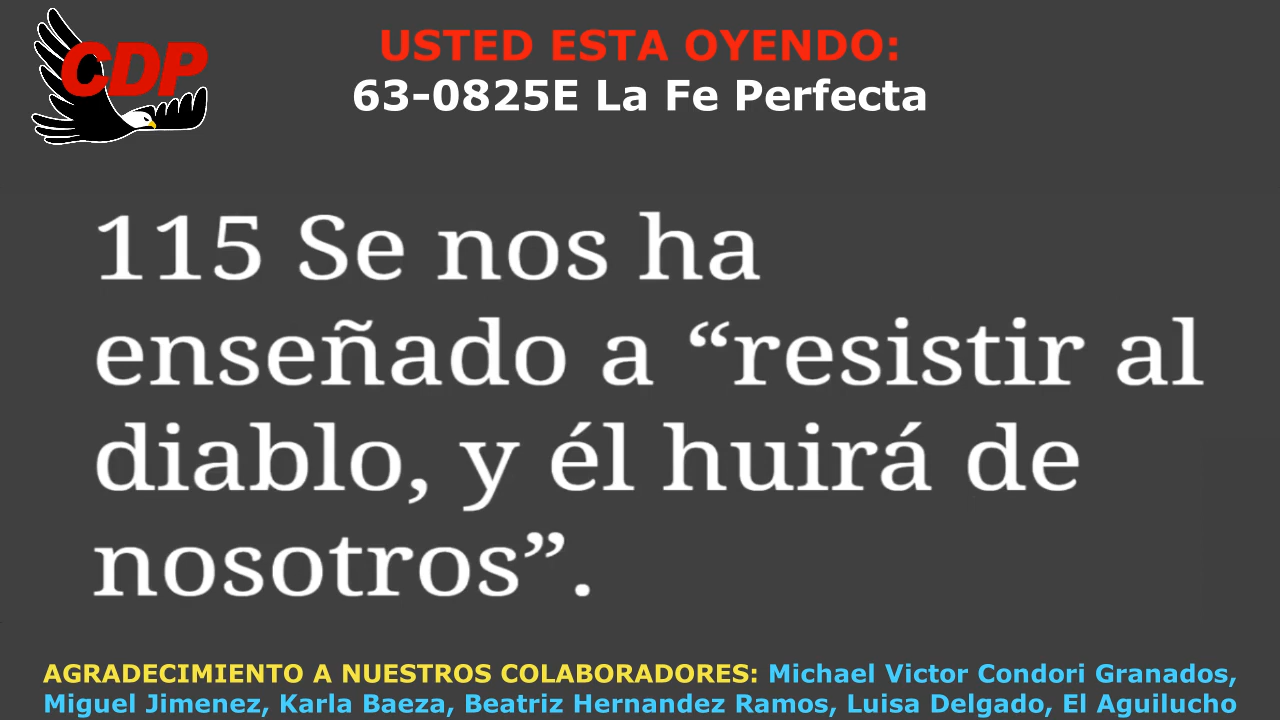 CDP
USTED ESTA OYENDO:
63-0825E La Fe Perfecta
115 Se nos ha
enseñado a “resistir al
diablo, y él huirá de
nosotros”.
AGRADECIMIENTO A NUESTROS COLABORADORES: Michael Victor Condori Granados,
Miguel Jimenez, Karla Baeza, Beatriz Hernandez Ramos, Luisa Delgado, El Aguilucho